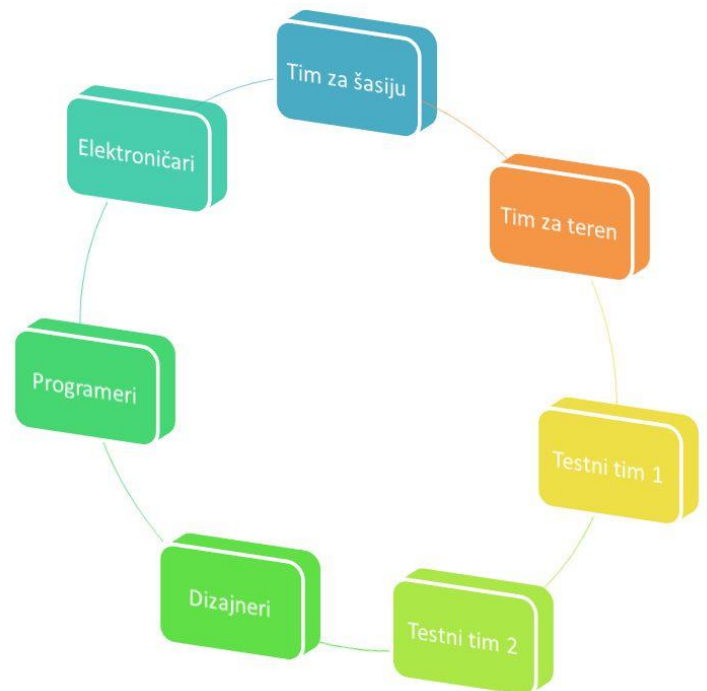 Tim za šasiju
Tim za teren
Testni tim 1
Testni tim 2
Dizajneri
Programeri
Elektroničari